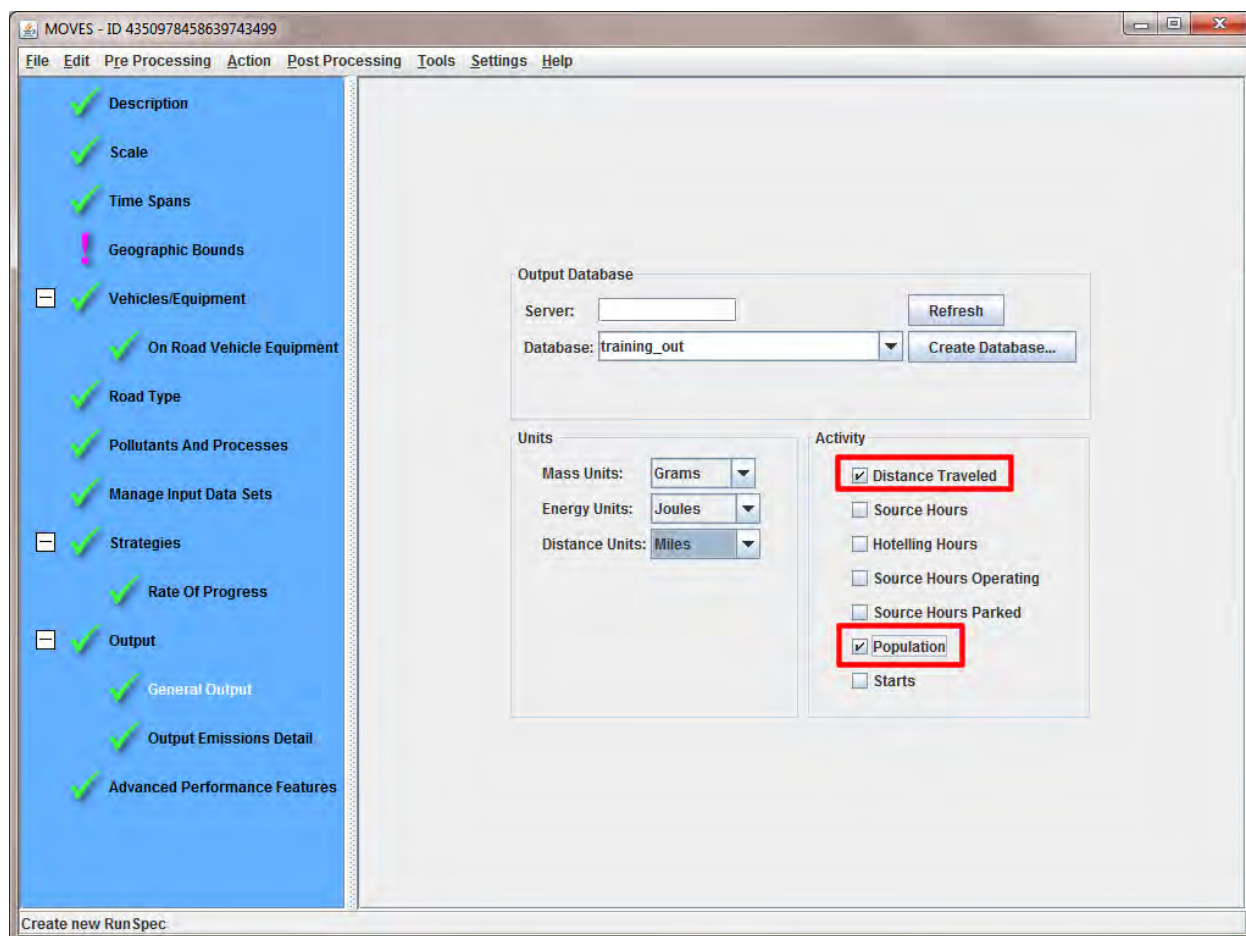 MOVES - ID 4350978458639743499
File Edit Pre Processing Action Post Processing Tools Settings Help
Description
Scale
Time Spans
Geographic Bounds
Vehicles/Equipment
On Road Vehicle Equipment
Road Type
Pollutants And Processes
Manage Input Data Sets
Strategies
Rate Of Progress
Output
General Output
Output Emissions Detail
Advanced Performance Features
Output Database
Server:
Refresh
Database: training_out
Create Database...
Units
Mass Units: Grams
Energy Units: Joules
Distance Units: Miles
Activity
Distance Traveled
Source Hours
Hotelling Hours
Source Hours Operating
Source Hours Parked
Population
Starts
Create new RunSpec